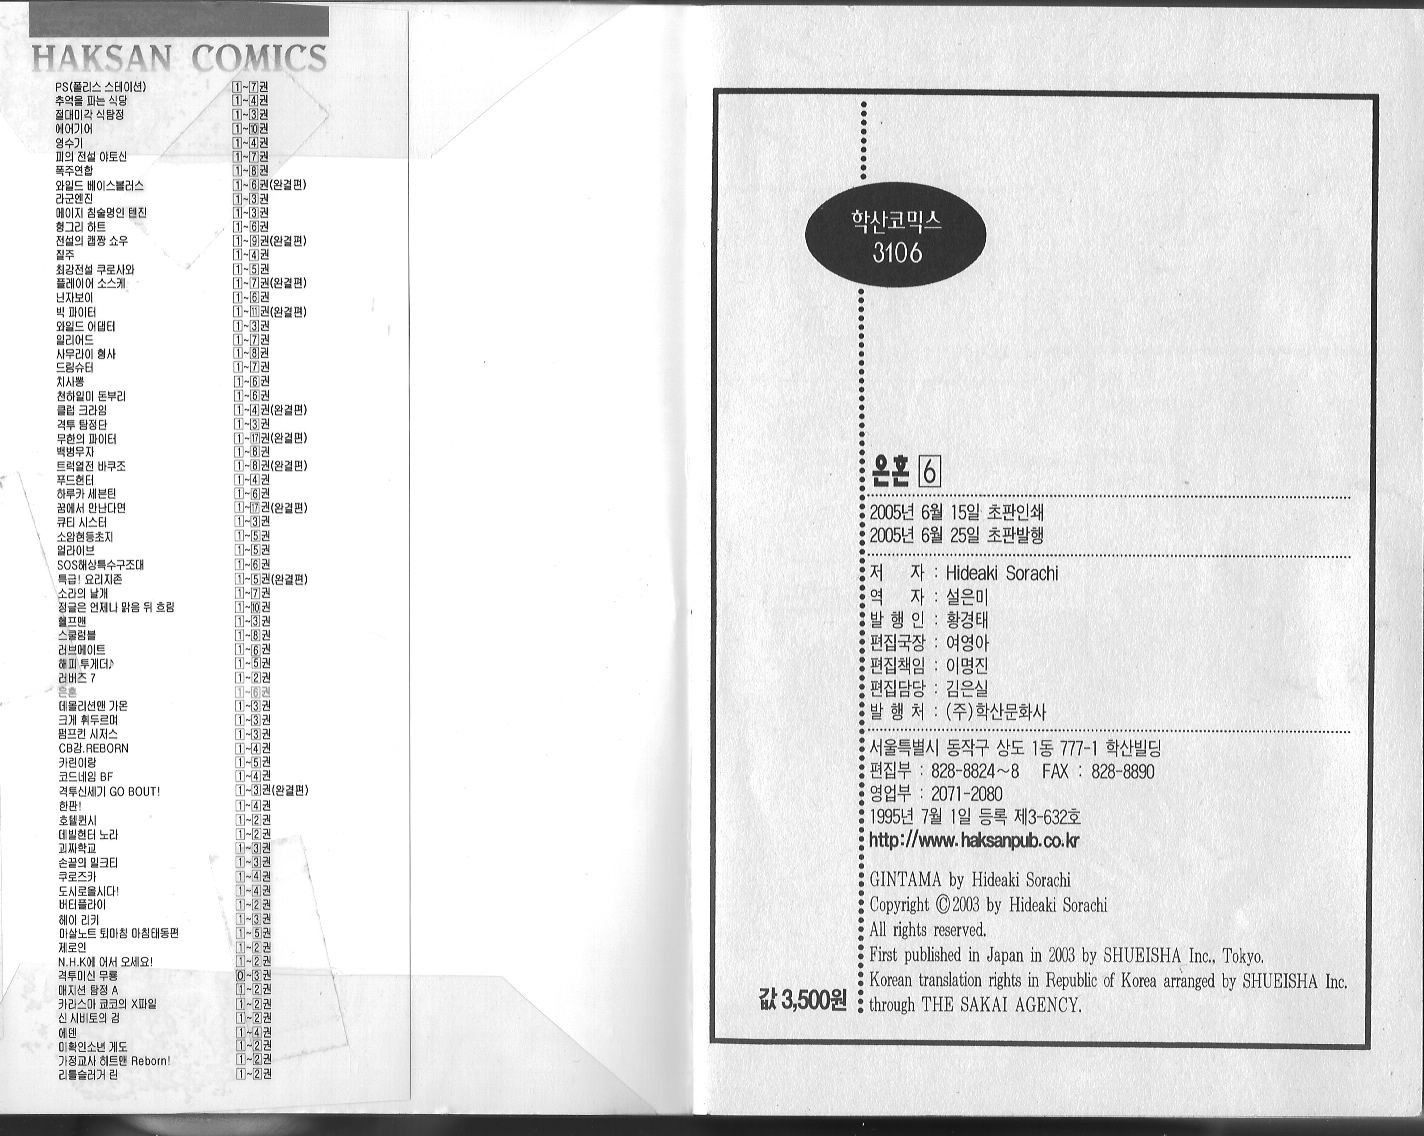 HAKSAN COMICS
PS(폴리스 스테이션) 1~7권
추억을 파는 식당 1~4권
절대미각 식탐정 1~3권
에어기어 1~10권
영수기 1~4권
피의 전설 야토신 1~7권
폭주연합 1~8권
와일드 베이스볼러스 1~6권(완결편)
라군엔진 1~3권
메이지 침술명인 텐진 1~3권
헝그리 하트 1~6권
전설의 캡짱 쇼우 1~9권(완결편)
질주 1~4권
최강전설 쿠로사와 1~5권
플레이어 소스케 1~7권(완결편)
닌자보이 1~6권
빅 파이터 1~11권(완결편)
와일드 어댑터 1~3권
일리어드 1~7권
사무라이 형사 1~8권
드림슈터 1~7권
치사뽕 1~6권
천하일미 돈부리 1~6권
클럽 크라임 1~4권(완결편)
격투 탐정단 1~3권
무한의 파이터 1~17권(완결편)
백병무자 1~8권
트럭열전 바쿠조 1~8권(완결편)
푸드헌터 1~4권
하루카 세븐틴 1~6권
꿈에서 만난다면 1~17권(완결편)
큐티 시스터 1~3권
소암현등초지 1~5권
얼라이브 1~5권
SOS해상특수구조대 1~6권
특급! 요리지존 1~5권(완결편)
소라의 날개 1~7권
정글은 언제나 맑음 뒤 흐림 1~10권
헬프맨 1~3권
스쿨럼블 1~8권
러브메이트 1~6권
해피 투게더♪ 1~5권
러버즈 7 1~2권
은혼 1~6권
데몰리션맨 가온 1~3권
크게 휘두르며 1~3권
펌프킨 시저스 1~3권
CB감.REBORN 1~4권
카린이랑 1~5권
코드네임 BF 1~4권
격투신세기 GO BOUT! 1~3권(완결편)
한판! 1~4권
호텔퀸시 1~2권
데빌헌터 노라 1~2권
괴짜학교 1~3권
손끝의 밀크티 1~3권
쿠로즈카 1~4권
도시로올시다! 1~4권
버터플라이 1~2권
헤이 리키 1~3권
마살노트 퇴마침 아침태동편 1~5권
제로인 1~2권
N.H.K에 어서 오세요! 1~2권
격투미신 무룡 0~3권
매지션 탐정 A 1~2권
카리스마 쿄코의 X파일 1~2권
신 시비토의 검 1~2권
에덴 1~4권
미확인소년 게도 1~2권
가정교사 히트맨 Reborn! 1~2권
리틀슬러거 린 1~2권
학산코믹스
3106
은혼 6
2005년 6월 15일 초판인쇄
2005년 6월 25일 초판발행
저 자 : Hideaki Sorachi
역 자 : 설은미
발 행 인 : 황경태
편집국장 : 여영아
편집책임 : 이명진
편집담당 : 김은실
발 행 처 : (주)학산문화사
서울특별시 동작구 상도 1동 777-1 학산빌딩
편집부 : 828-8824~8 FAX : 828-8890
영업부 : 2071-2080
1995년 7월 1일 등록 제3-632호
http://www.haksanpub.co.kr
GINTAMA by Hideaki Sorachi
Copyright ©2003 by Hideaki Sorachi
All rights reserved.
First published in Japan in 2003 by SHUEISHA Inc., Tokyo.
Korean translation rights in Republic of Korea arranged by SHUEISHA Inc.
through THE SAKAI AGENCY.
값 3,500원